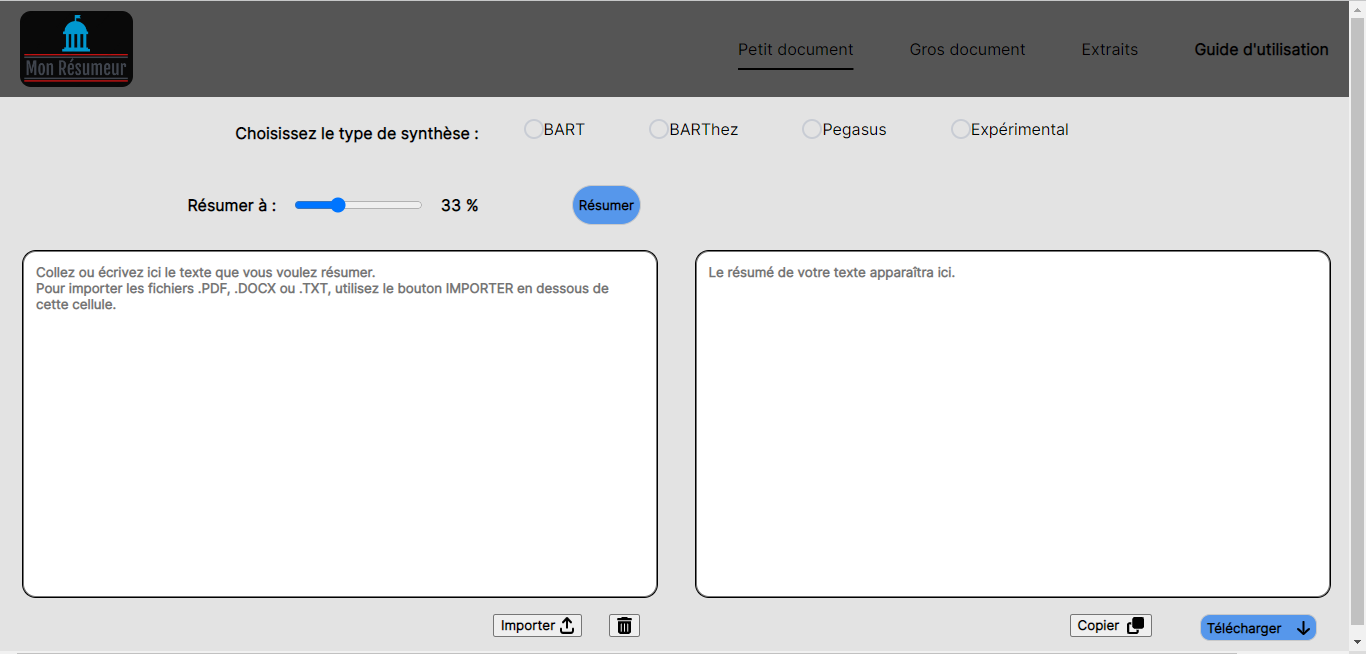 Mon Résumeur
Petit document
Gros document
Extraits
Guide d'utilisation
Choisissez le type de synthèse :
BART
BARThez
Pegasus
Expérimental
Résumer à :
33 %
Résumer
Collez ou écrivez ici le texte que vous voulez résumer.
Pour importer les fichiers .PDF, .DOCX ou .TXT, utilisez le bouton IMPORTER en dessous de
cette cellule.
Le résumé de votre texte apparaîtra ici.
Importer
Copier
Télécharger